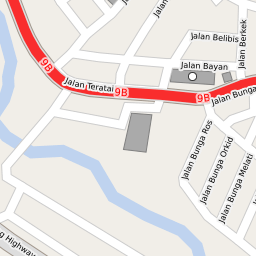 Jalan Belibis
Jalan Berkek
9B
Jalan Bayan
Jalan Teratai
9B
9B
Jalan Bunga
Jalan Bunga Ros
Jalan Bunga Orkid
Jalan Bunga Melati
g Highway